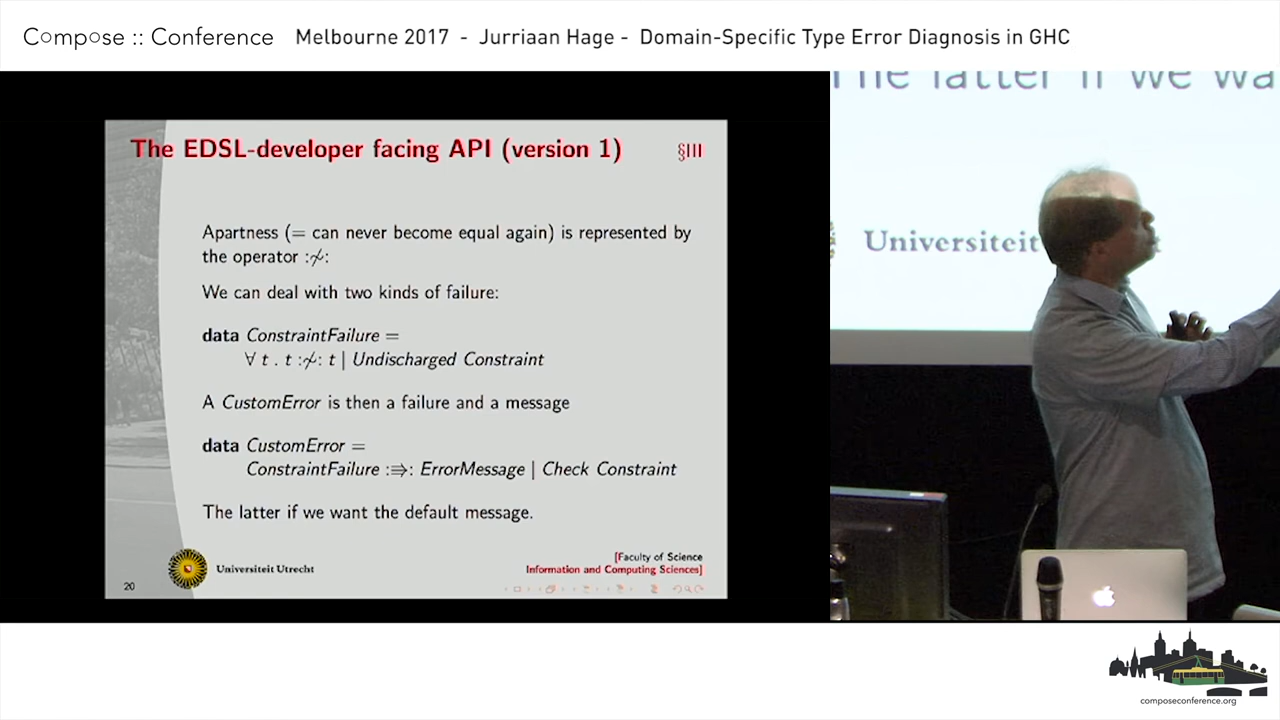 Compose :: Conference Melbourne 2017 - Jurriaan Hage - Domain-Specific Type Error Diagnosis in GHC
The EDSL-developer facing API (version 1) §III
Apartness (= can never become equal again) is represented by
the operator :≁:
We can deal with two kinds of failure:
data ConstraintFailure =
∀ t . t :≁: t | Undischarged Constraint
A CustomError is then a failure and a message
data CustomError =
ConstraintFailure :⇛: ErrorMessage | Check Constraint
The latter if we want the default message.
Universiteit Utrecht
[Faculty of Science
Information and Computing Sciences]
20
The latter if we wa
Universiteit
composeconference.org